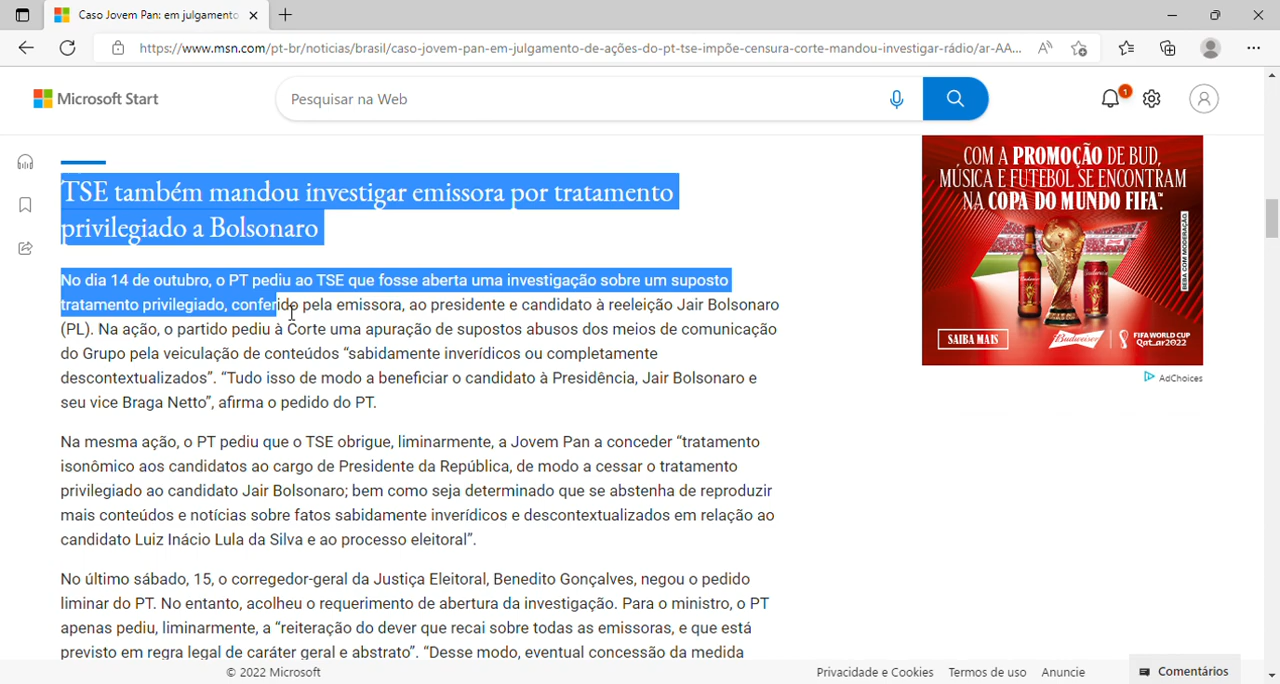 Caso Jovem Pan: em julgamento
https://www.msn.com/pt-br/noticias/brasil/caso-jovem-pan-em-julgamento-de-ações-do-pt-tse-impõe-censura-corte-mandou-investigar-rádio/ar-AA...
Microsoft Start
Pesquisar na Web
1
TSE também mandou investigar emissora por tratamento
privilegiado a Bolsonaro
No dia 14 de outubro, o PT pediu ao TSE que fosse aberta uma investigação sobre um suposto
tratamento privilegiado, conferido pela emissora, ao presidente e candidato à reeleição Jair Bolsonaro
(PL). Na ação, o partido pediu à Corte uma apuração de supostos abusos dos meios de comunicação
do Grupo pela veiculação de conteúdos “sabidamente inverídicos ou completamente
descontextualizados”. “Tudo isso de modo a beneficiar o candidato à Presidência, Jair Bolsonaro e
seu vice Braga Netto”, afirma o pedido do PT.
Na mesma ação, o PT pediu que o TSE obrigue, liminarmente, a Jovem Pan a conceder “tratamento
isonômico aos candidatos ao cargo de Presidente da República, de modo a cessar o tratamento
privilegiado ao candidato Jair Bolsonaro; bem como seja determinado que se abstenha de reproduzir
mais conteúdos e notícias sobre fatos sabidamente inverídicos e descontextualizados em relação ao
candidato Luiz Inácio Lula da Silva e ao processo eleitoral”.
No último sábado, 15, o corregedor-geral da Justiça Eleitoral, Benedito Gonçalves, negou o pedido
liminar do PT. No entanto, acolheu o requerimento de abertura da investigação. Para o ministro, o PT
apenas pediu, liminarmente, a “reiteração do dever que recai sobre todas as emissoras, e que está
previsto em regra legal de caráter geral e abstrato”. “Desse modo, eventual concessão da medida
COM A PROMOÇÃO DE BUD,
MÚSICA E FUTEBOL SE ENCONTRAM
NA COPA DO MUNDO FIFA™.
BEBA COM MODERAÇÃO.
SAIBA MAIS
Budweiser
FIFA WORLD CUP
Qatar2022
AdChoices
© 2022 Microsoft
Privacidade e Cookies
Termos de uso
Anuncie
Comentários